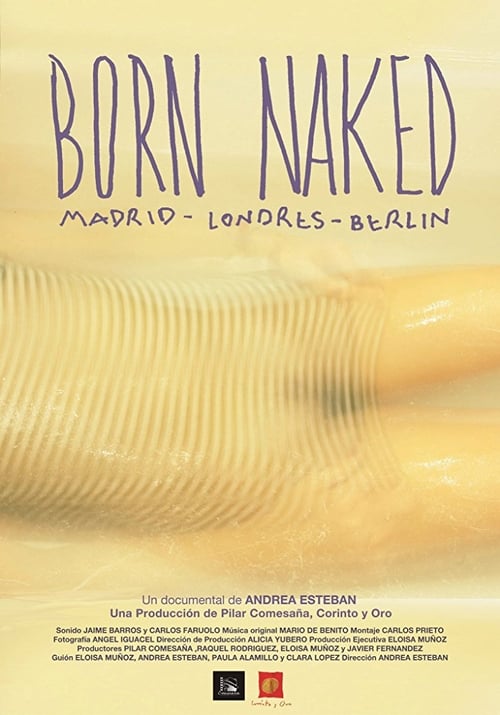 BORN NAKED
MADRID - LONDRES - BERLIN
Un documental de ANDREA ESTEBAN
Una Producción de Pilar Comesaña, Corinto y Oro
Sonido JAIME BARROS y CARLOS FARUOLO Música original MARIO DE BENITO Montaje CARLOS PRIETO
Fotografía ANGEL IGUACEL Dirección de Producción ALICIA YUBERO Producción Ejecutiva ELOISA MUÑOZ
Productores PILAR COMESAÑA ,RAQUEL RODRIGUEZ, ELOISA MUÑOZ y JAVIER FERNANDEZ
Guión ELOISA MUÑOZ, ANDREA ESTEBAN, PAULA ALAMILLO y CLARA LOPEZ Dirección ANDREA ESTEBAN
Corinto y Oro